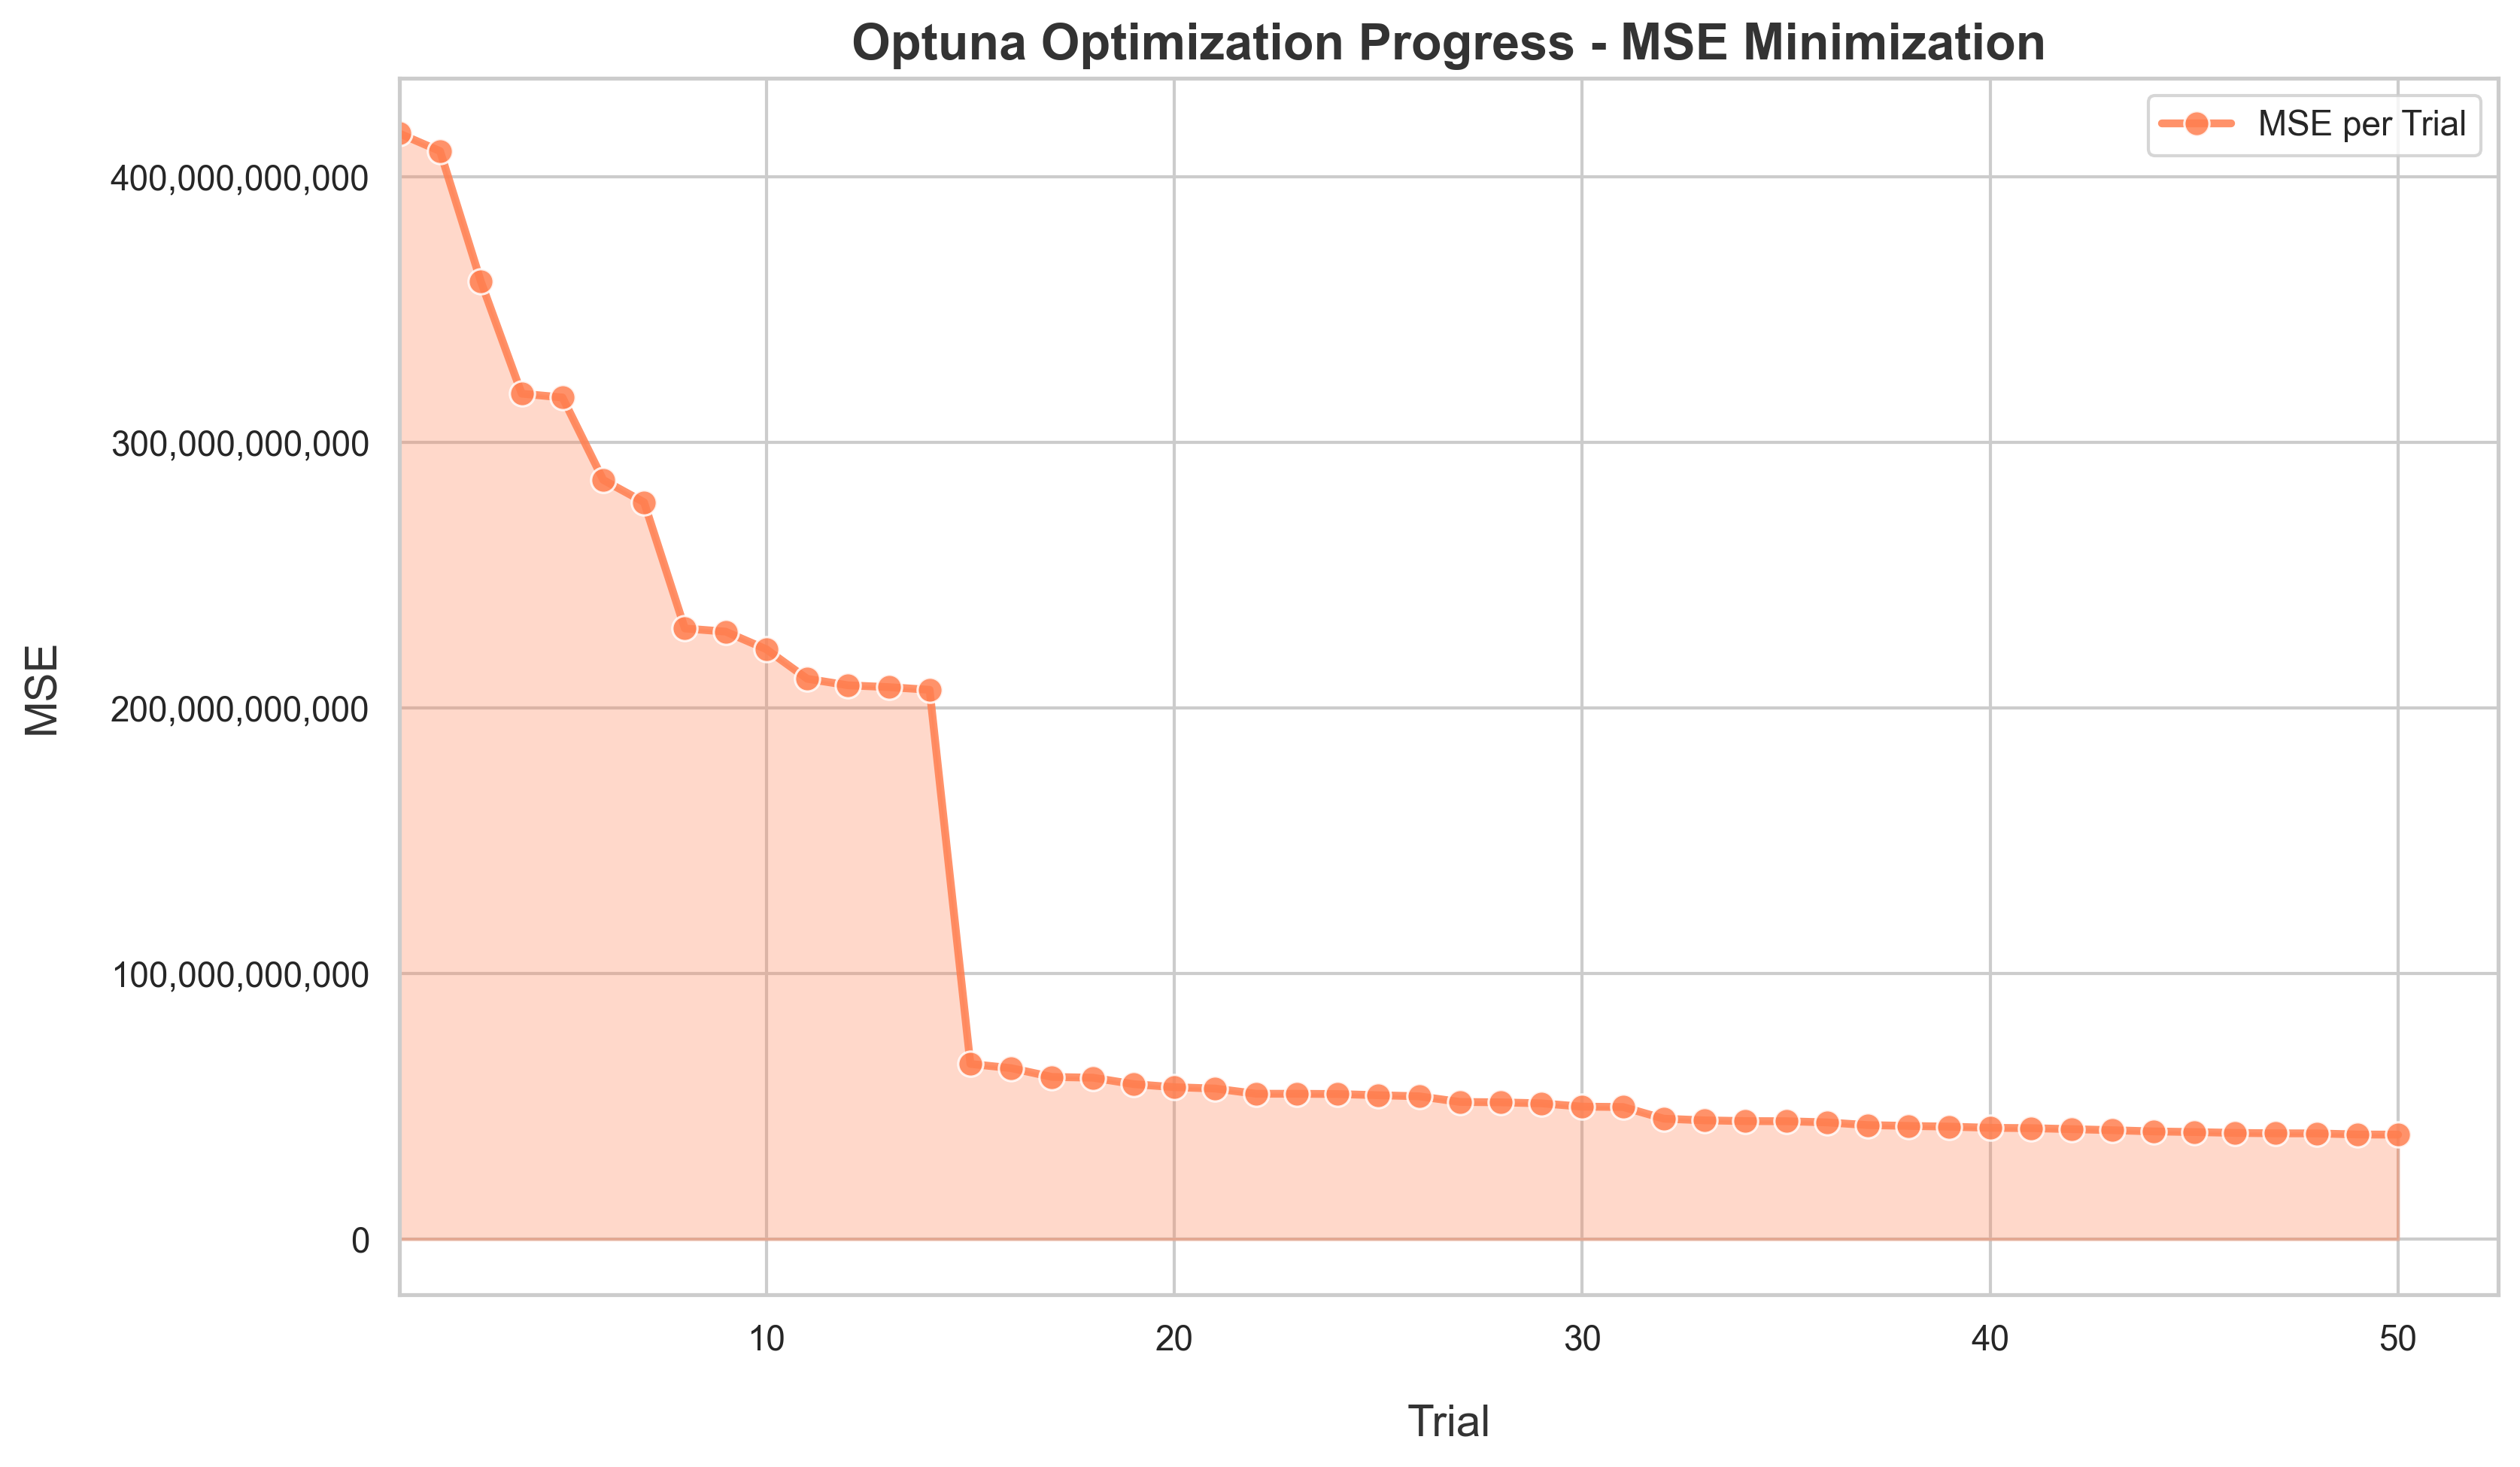 Optuna Optimization Progress - MSE Minimization
MSE per Trial
400,000,000,000
300,000,000,000
200,000,000,000
100,000,000,000
0
MSE
10
20
30
40
50
Trial